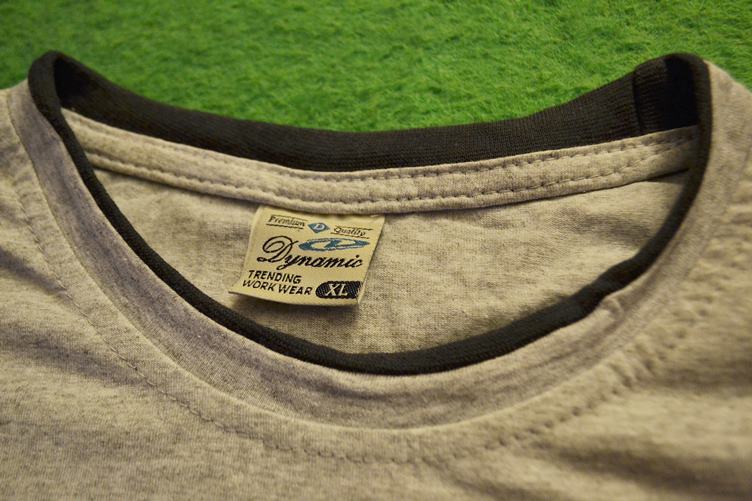 Premium D Quality
Dynamic
TRENDING
WORK WEAR XL